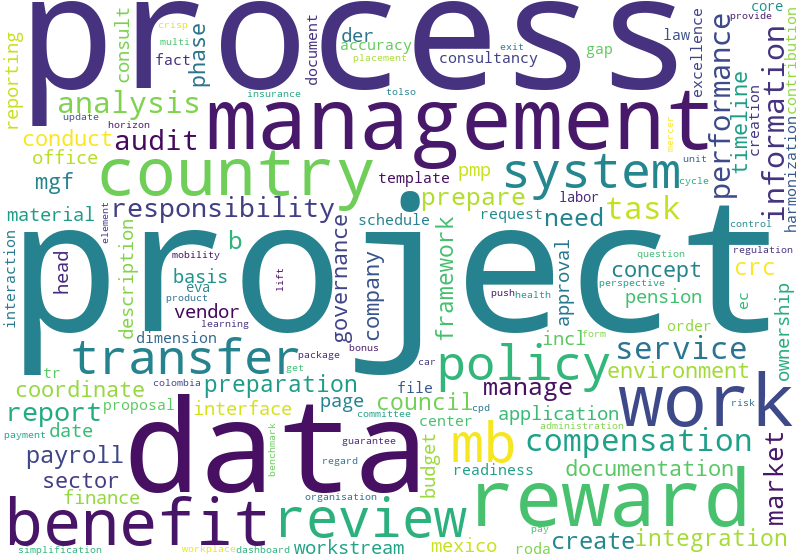 process
project
management
data
country
system
work
reward
benefit
transfer
policy
review
mb
compensation
service
information
performance
analysis
audit
responsibility
task
need
prepare
crisp
multi
placement
fact
phase
consult
reporting
document
der
accuracy
consultancy
exit
gap
law
provide
core
excellence
timeline
creation
contribution
harmonization
insurance
tolso
update
horizon
conduct
office
mgf
material
template
pmp
labor
mercer
unit
cycle
b
schedule
request
element
interaction
head
description
mobility
basis
eva
product
vendor
learning
lift
governance
company
framework
push
health
approval
concept
control
question
regulation
perspective
crc
pension
ec
order
ownership
dimension
incl
form
tr
colombia
package
get
bonus
car
coordinate
preparation
file
manage
environment
report
proposal
interface
page
council
committee
cpd
application
center
administration
risk
payment
date
guarantee
payroll
sector
finance
benchmark
regard
budget
readiness
documentation
market
organisation
pay
create
integration
simplification
workplace
dashboard
workstream
mexico
roda